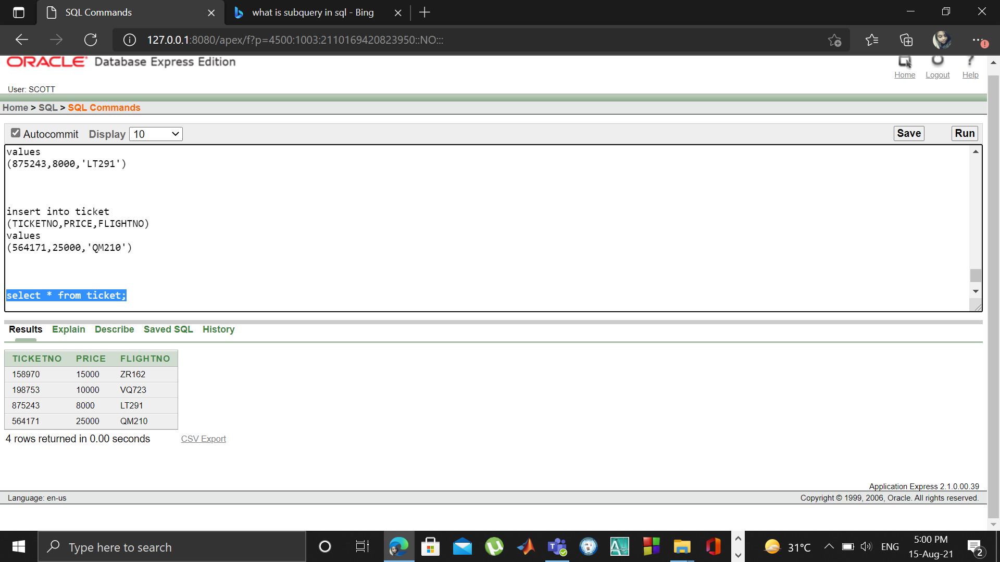 SQL Commands
what is subquery in sql - Bing
127.0.0.1:8080/apex/f?p=4500:1003:2110169420823950::NO:::
ORACLE Database Express Edition
Home Logout Help
User: SCOTT
Home > SQL > SQL Commands
Autocommit Display 10 Save Run
values
(875243,8000,'LT291')
insert into ticket
(TICKETNO,PRICE,FLIGHTNO)
values
(564171,25000,'QM210')
select * from ticket;
Results Explain Describe Saved SQL History
TICKETNO PRICE FLIGHTNO
158970 15000 ZR162
198753 10000 VQ723
875243 8000 LT291
564171 25000 QM210
4 rows returned in 0.00 seconds CSV Export
Application Express 2.1.0.00.39
Language: en-us Copyright © 1999, 2006, Oracle. All rights reserved.
Type here to search
31°C ENG
5:00 PM
15-Aug-21
2